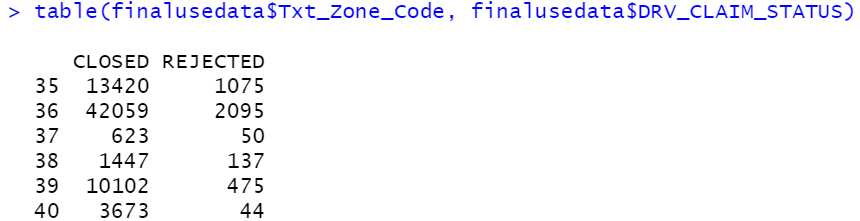 > table(finalusedata$Txt_Zone_Code, finalusedata$DRV_CLAIM_STATUS)
CLOSED REJECTED
35 13420 1075
36 42059 2095
37 623 50
38 1447 137
39 10102 475
40 3673 44